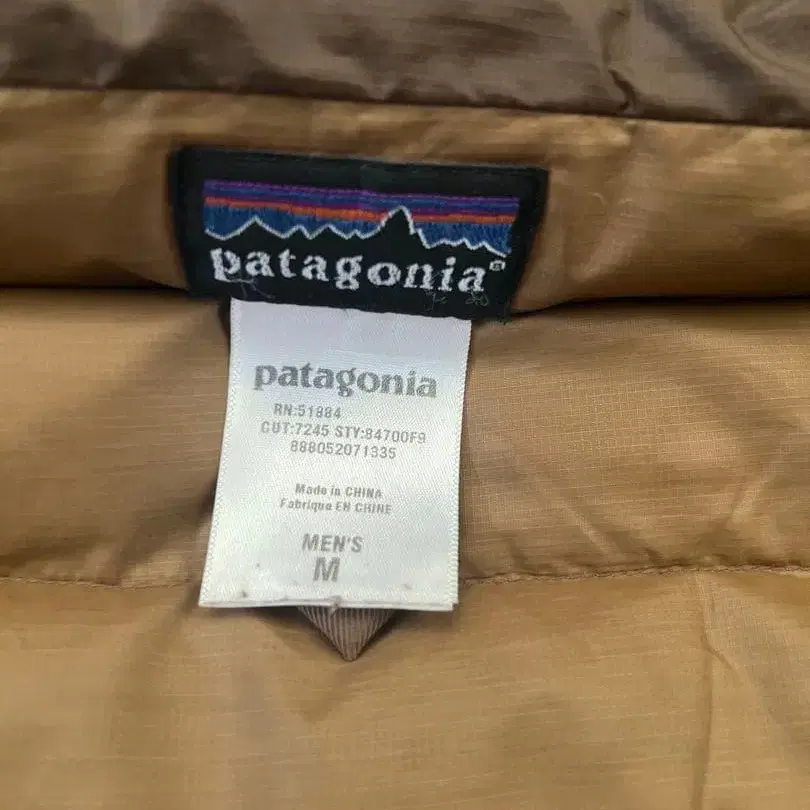 patagonia®
patagonia
RN:51884
CUT:7245 STY:84700F9
888052071335
Made in CHINA
Fabriqué EN CHINE
MEN'S
M